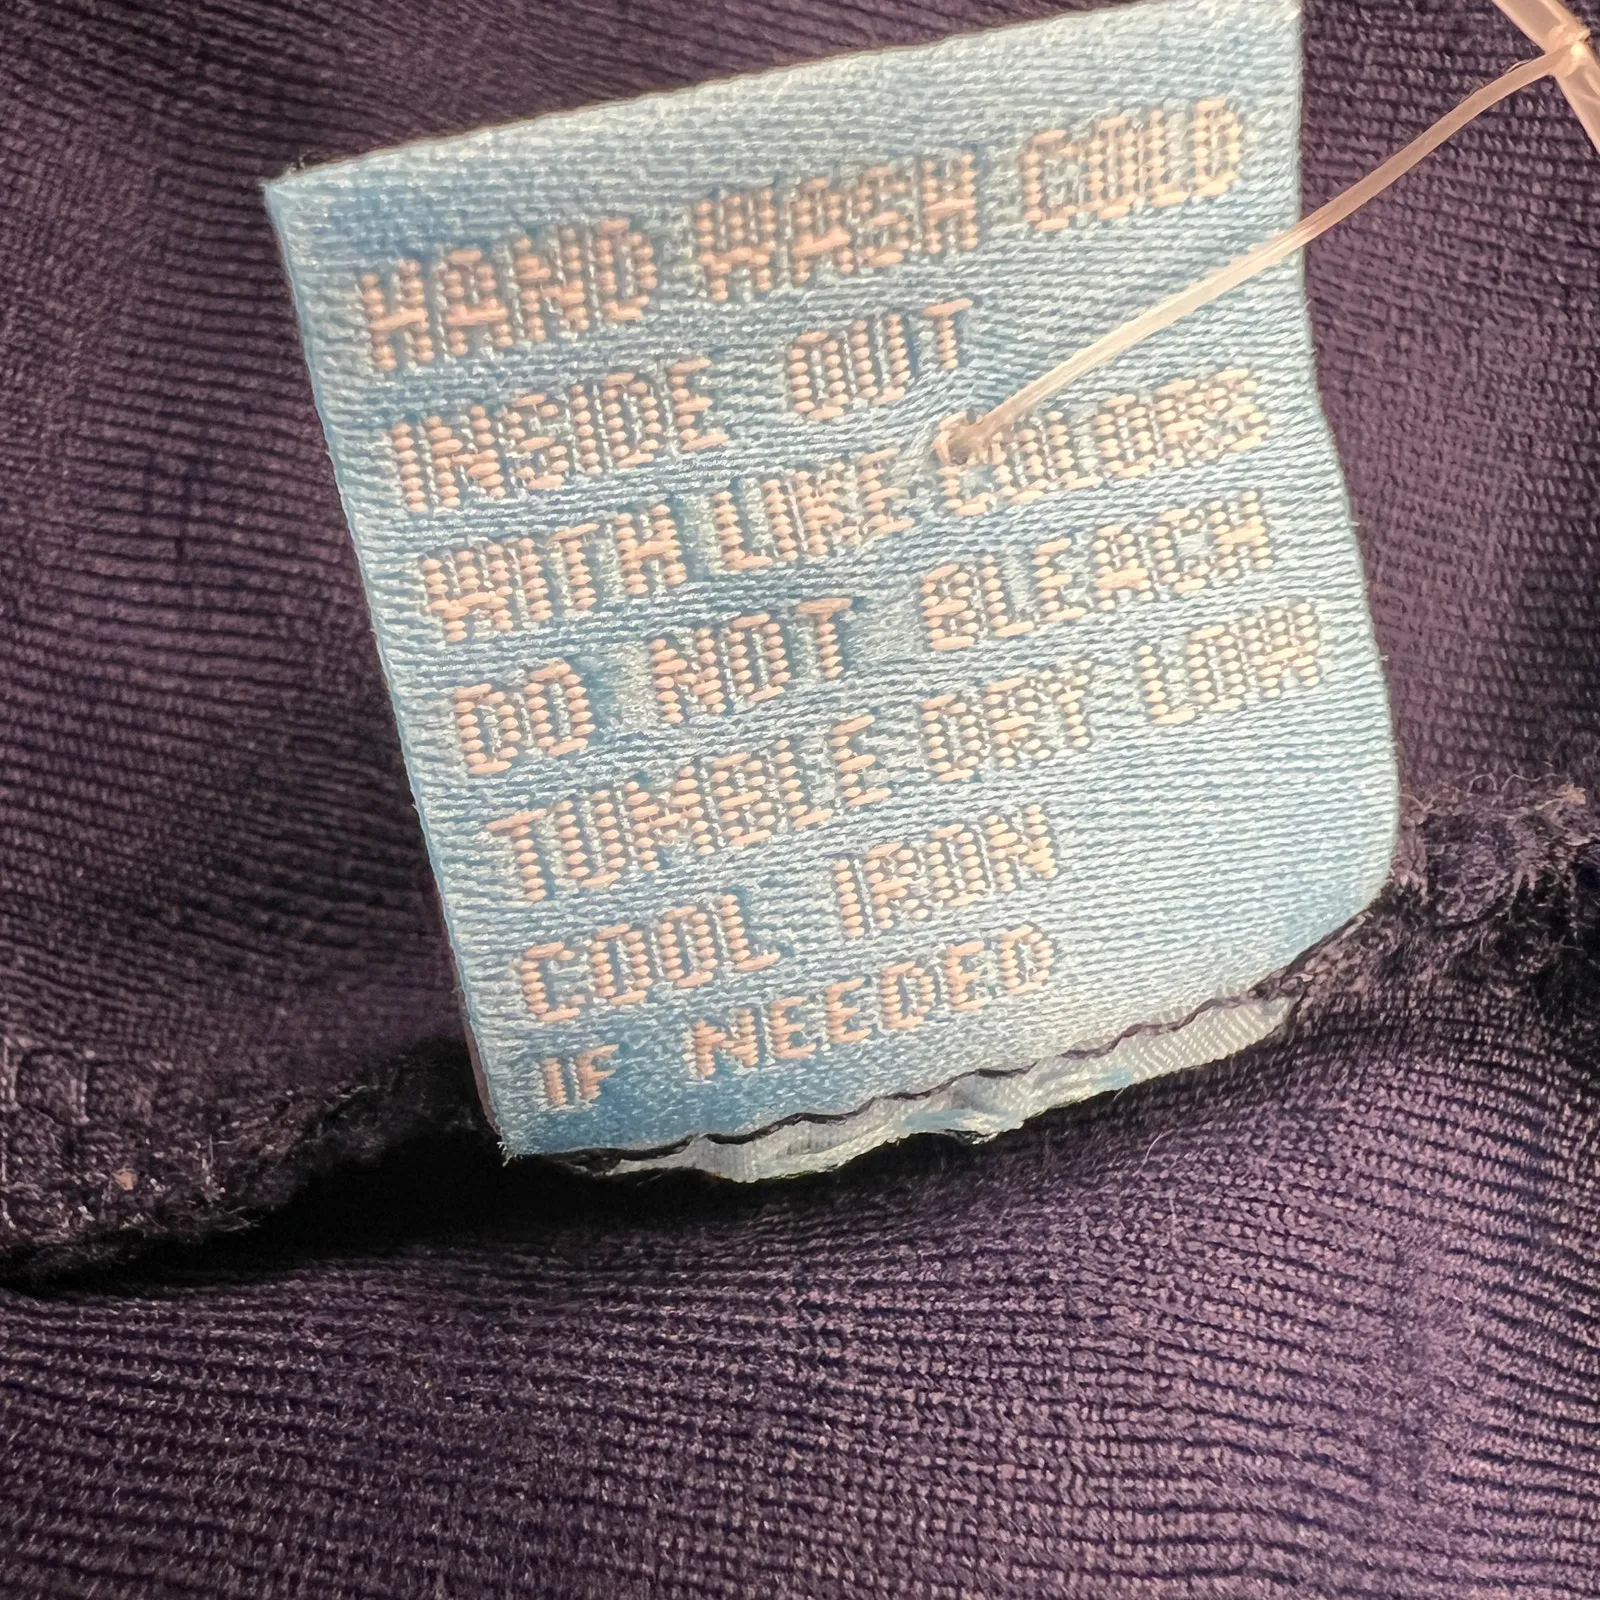 HAND WASH COLD
INSIDE OUT
WITH LIKE COLORS
DO NOT BLEACH
TUMBLE DRY LOW
COOL IRON
IF NEEDED